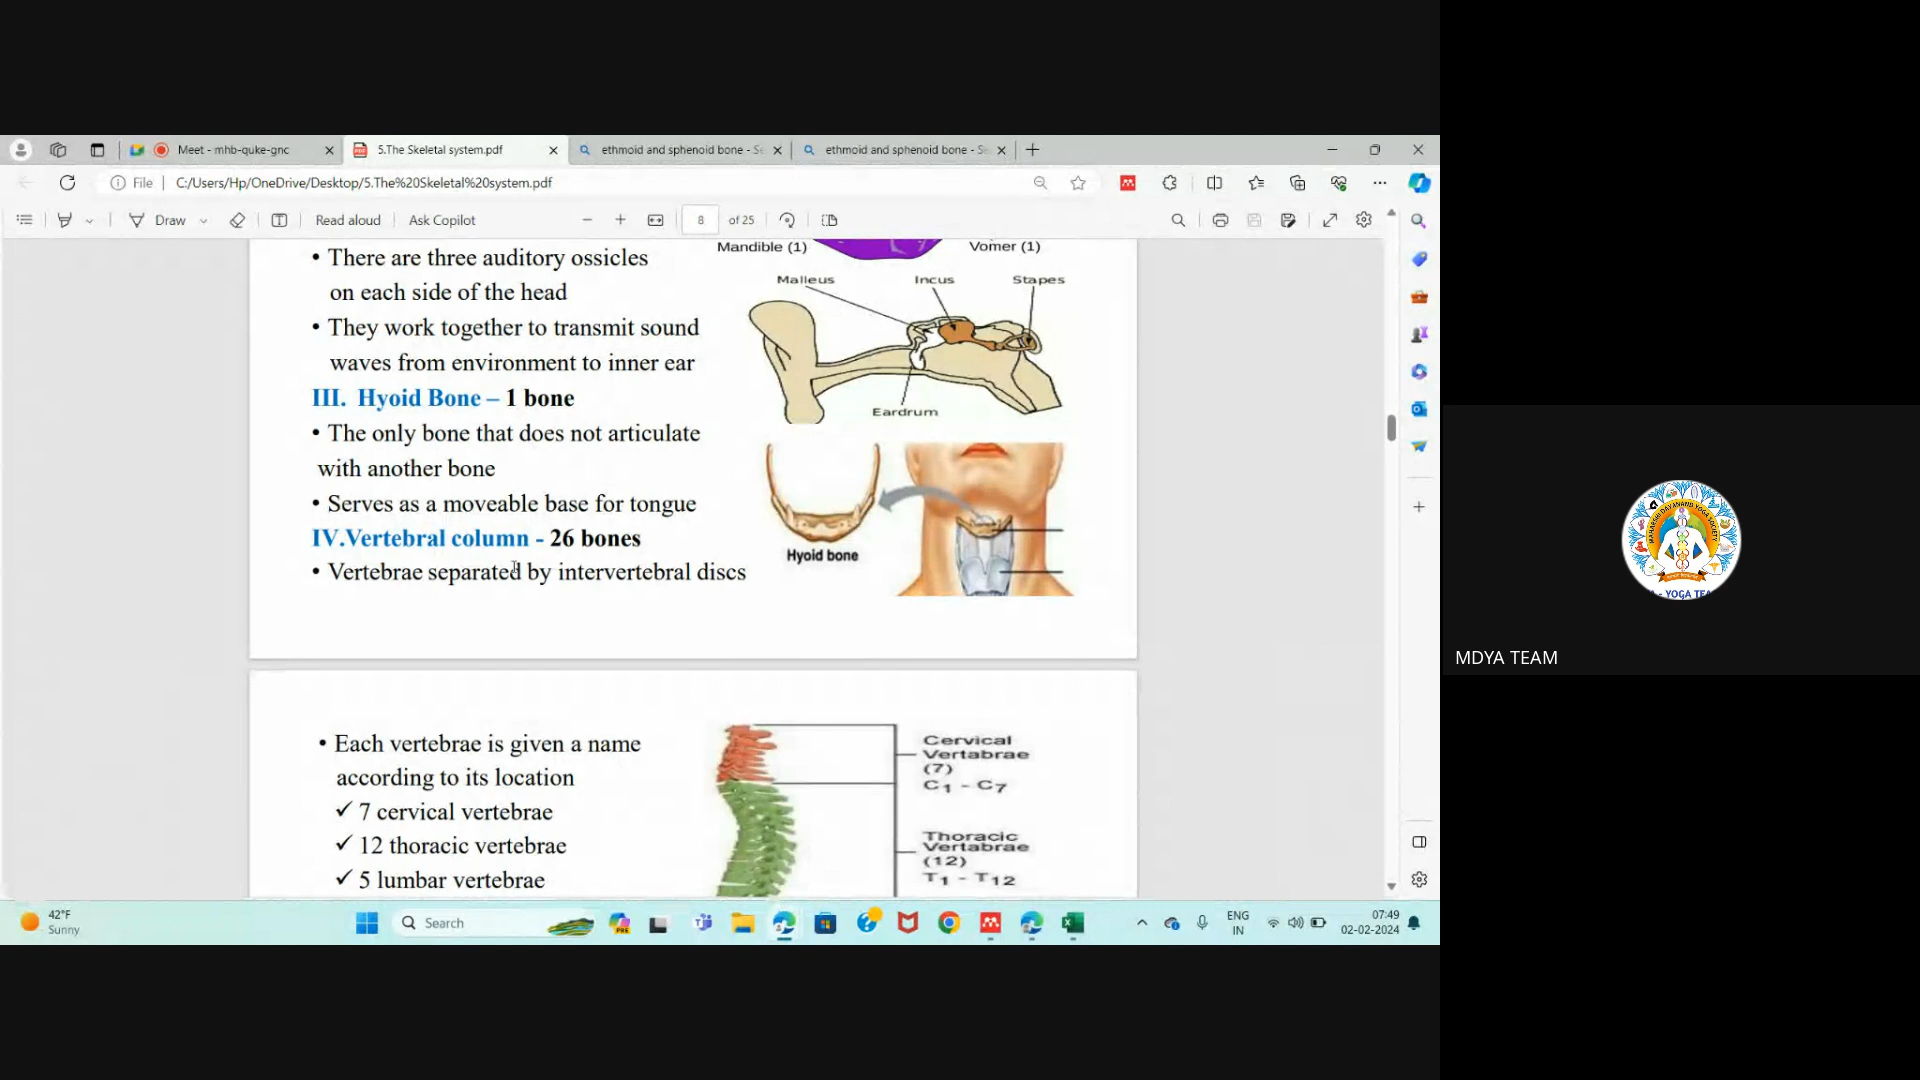 Meet - mhb-quke-gnc
5.The Skeletal system.pdf
ethmoid and sphenoid bone - Se
ethmoid and sphenoid bone - Se
File
C:/Users/Hp/OneDrive/Desktop/5.The%20Skeletal%20system.pdf
Draw
Read aloud
Ask Copilot
8
of 25
• There are three auditory ossicles
on each side of the head
• They work together to transmit sound
waves from environment to inner ear
III. Hyoid Bone – 1 bone
• The only bone that does not articulate
with another bone
• Serves as a moveable base for tongue
IV.Vertebral column - 26 bones
• Vertebrae separated by intervertebral discs
Mandible (1)
Vomer (1)
Malleus
Incus
Stapes
Eardrum
Hyoid bone
• Each vertebrae is given a name
according to its location
✓ 7 cervical vertebrae
✓ 12 thoracic vertebrae
✓ 5 lumbar vertebrae
Cervical
Vertabrae
(7)
C1 - C7
Thoracic
Vertabrae
(12)
T1 - T12
MDYA TEAM
42°F
Sunny
Search
PRE
ENG
IN
07:49
02-02-2024